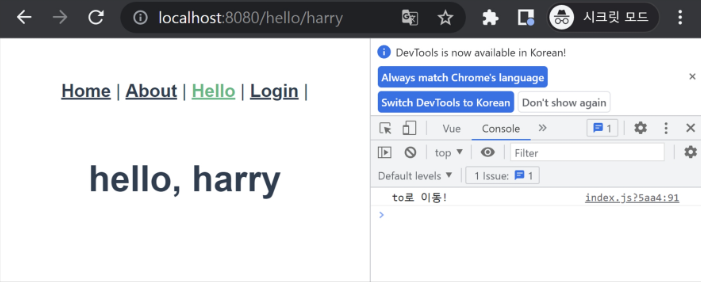 localhost:8080/hello/harry
시크릿 모드
Home | About | Hello | Login |
hello, harry
DevTools is now available in Korean!
Always match Chrome's language
Switch DevTools to Korean Don't show again
Vue Console 1
top Filter
Default levels 1 Issue: 1
to로 이동! index.js?5aa4:91